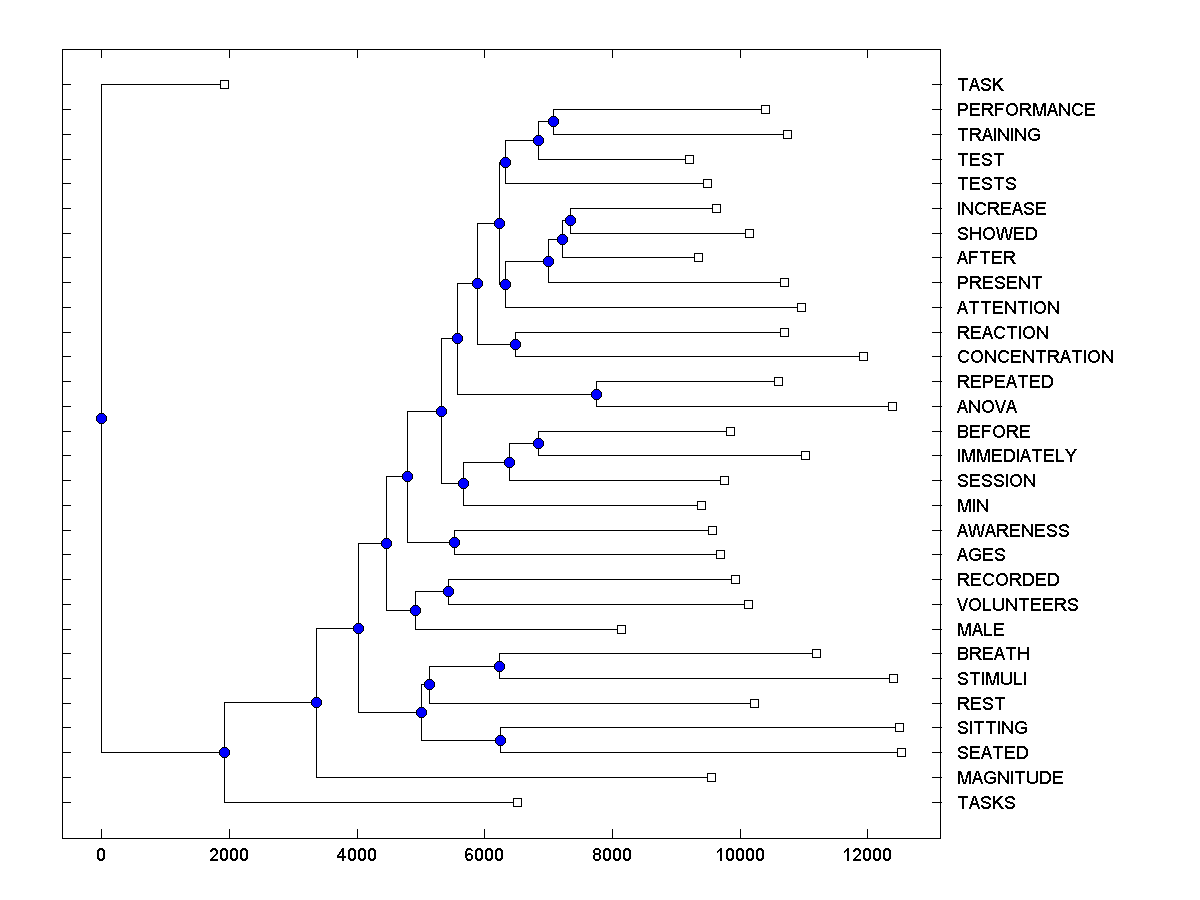 TASK
PERFORMANCE
TRAINING
TEST
TESTS
INCREASE
SHOWED
AFTER
PRESENT
ATTENTION
REACTION
CONCENTRATION
REPEATED
ANOVA
BEFORE
IMMEDIATELY
SESSION
MIN
AWARENESS
AGES
RECORDED
VOLUNTEERS
MALE
BREATH
STIMULI
REST
SITTING
SEATED
MAGNITUDE
TASKS
0 2000 4000 6000 8000 10000 12000